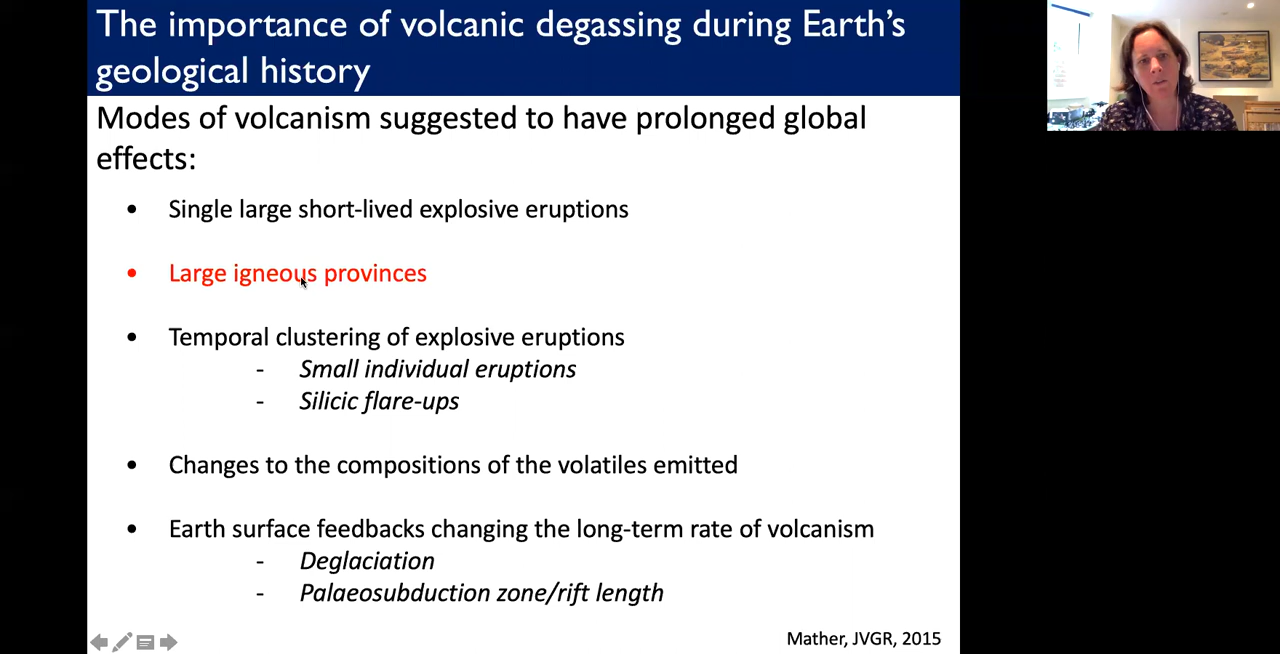 The importance of volcanic degassing during Earth’s
geological history
Modes of volcanism suggested to have prolonged global
effects:
• Single large short-lived explosive eruptions
• Large igneous provinces
• Temporal clustering of explosive eruptions
- Small individual eruptions
- Silicic flare-ups
• Changes to the compositions of the volatiles emitted
• Earth surface feedbacks changing the long-term rate of volcanism
- Deglaciation
- Palaeosubduction zone/rift length
Mather, JVGR, 2015